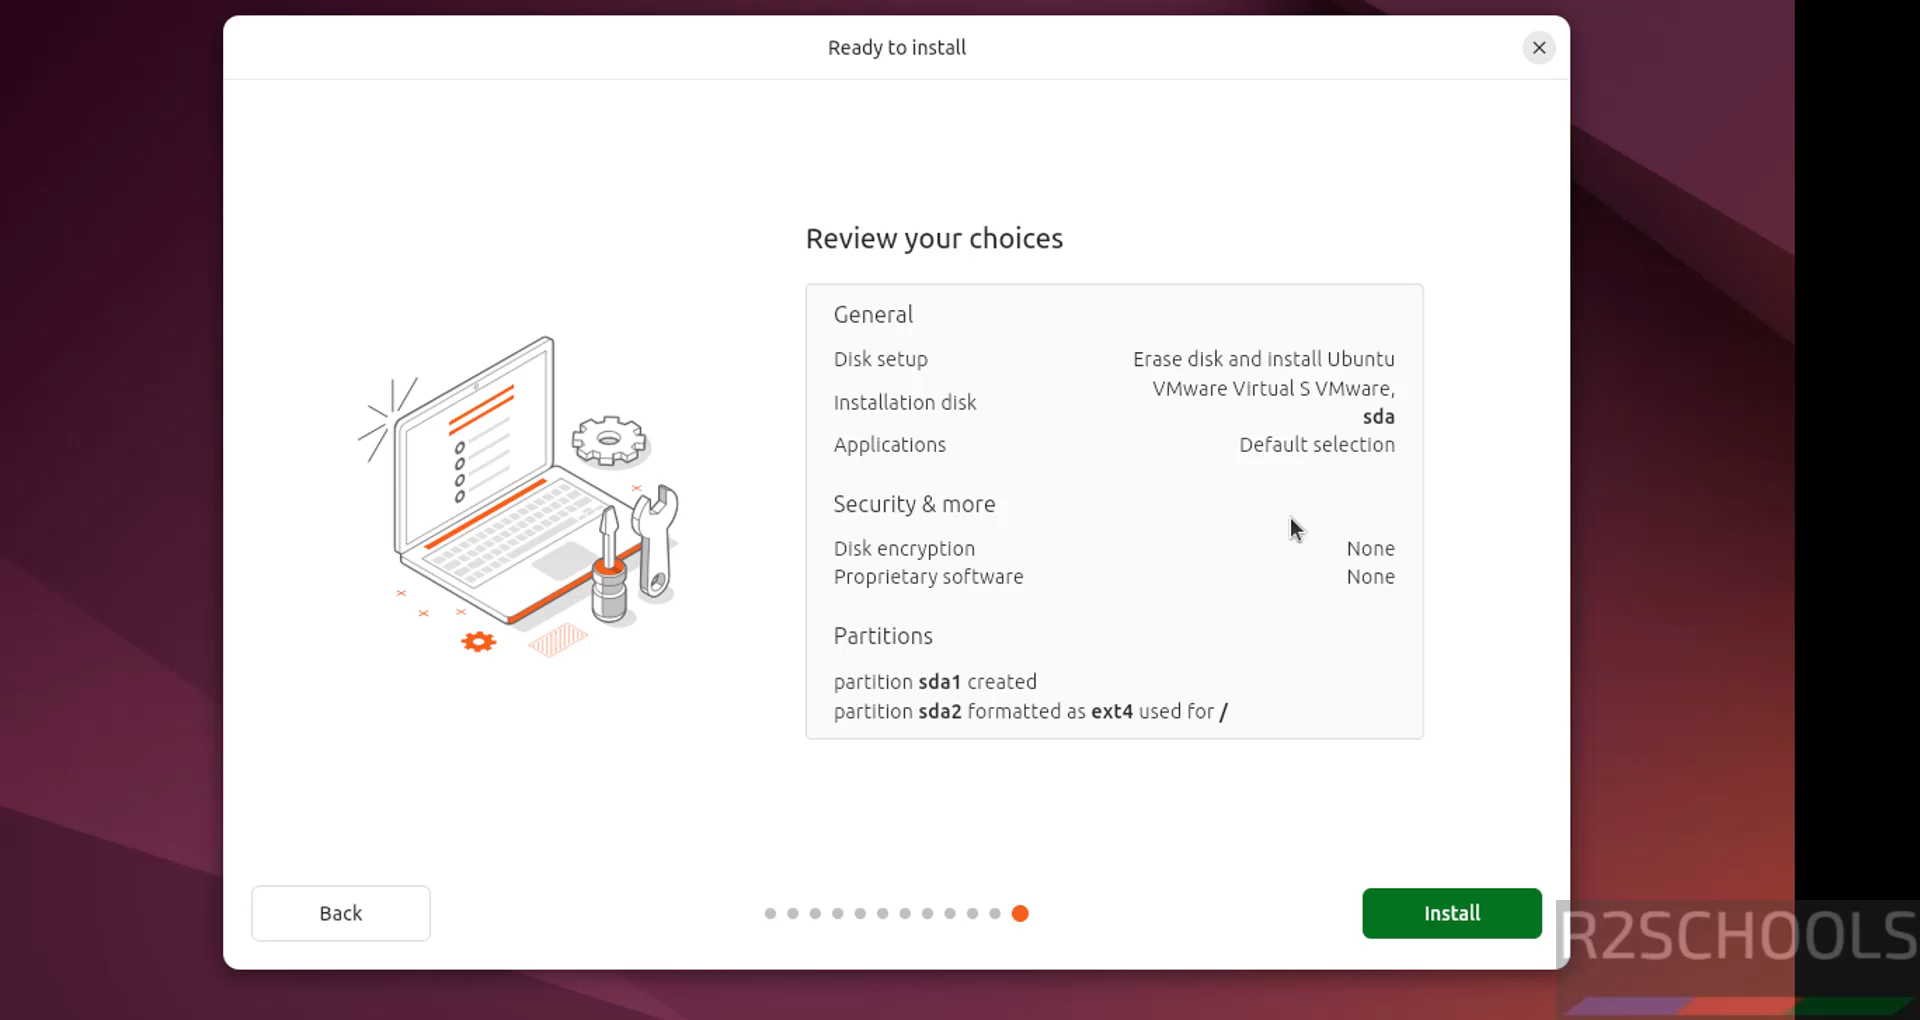 Ready to install
Review your choices
General
Disk setup Erase disk and install Ubuntu
Installation disk VMware Virtual S VMware, sda
Applications Default selection
Security & more
Disk encryption None
Proprietary software None
Partitions
partition sda1 created
partition sda2 formatted as ext4 used for /
Back
Install
R2SCHOOLS